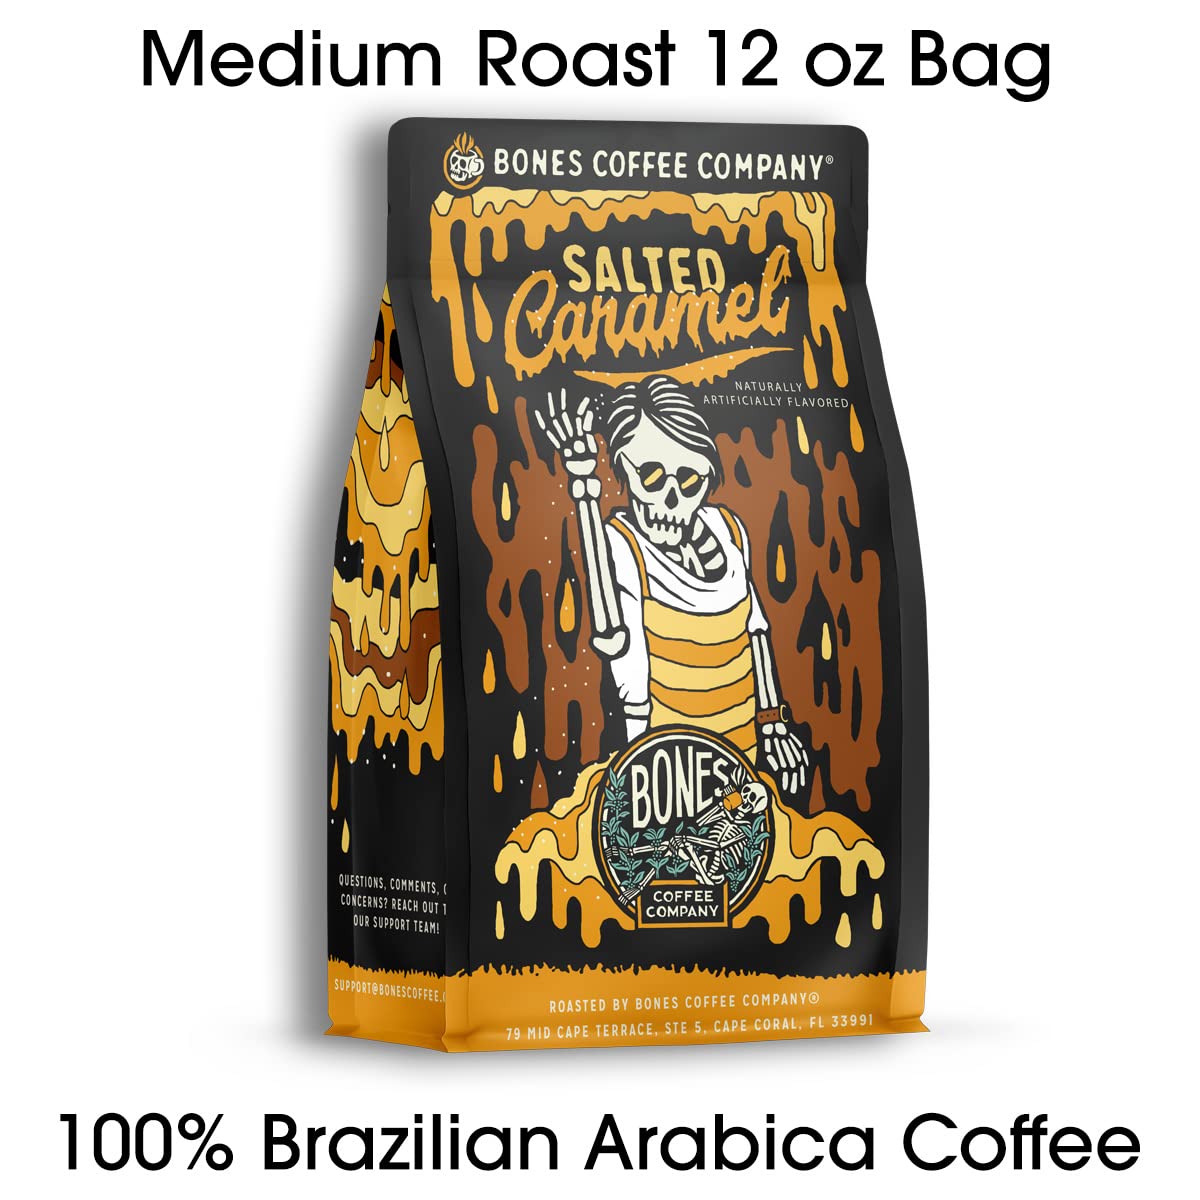 Medium Roast 12 oz Bag
BONES COFFEE COMPANY®
SALTED
Caramel
NATURALLY
ARTIFICIALLY FLAVORED
BONES
COFFEE
COMPANY
QUESTIONS, COMMENTS,
CONCERNS? REACH OUT
OUR SUPPORT TEAM!
SUPPORT@BONESCOFFEE.
ROASTED BY BONES COFFEE COMPANY®
79 MID CAPE TERRACE, STE 5, CAPE CORAL, FL 33991
100% Brazilian Arabica Coffee